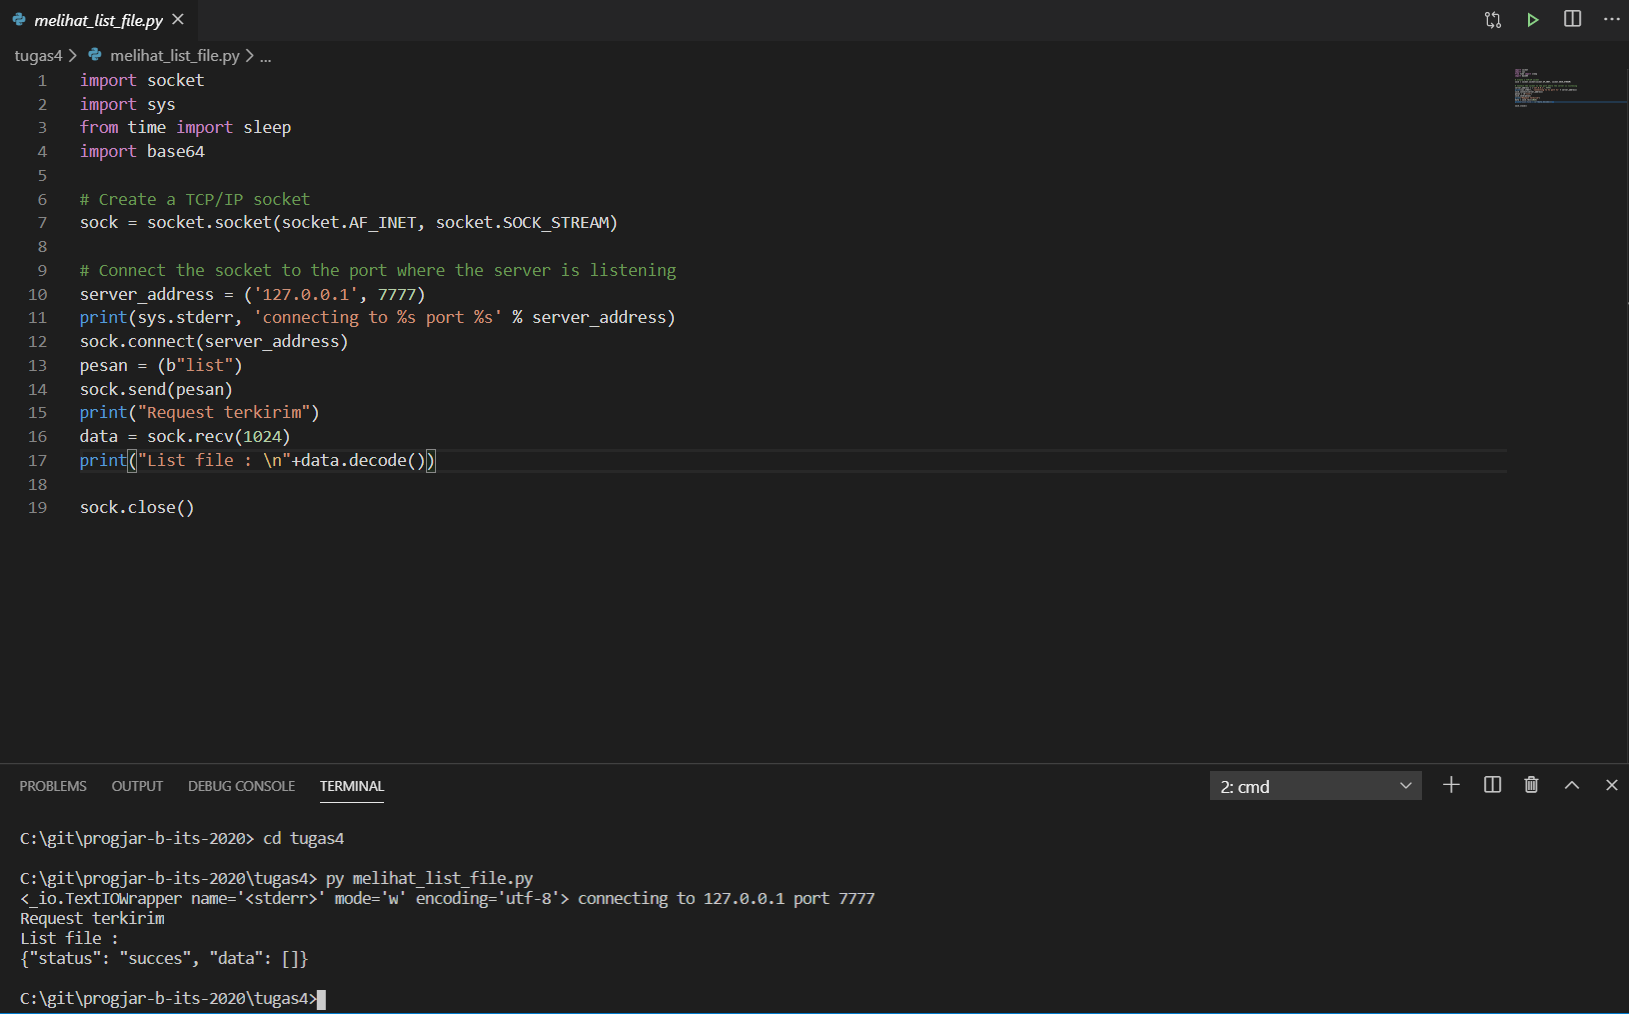 melihat_list_file.py
tugas4 > melihat_list_file.py > ...
1 import socket
2 import sys
3 from time import sleep
4 import base64
5
6 # Create a TCP/IP socket
7 sock = socket.socket(socket.AF_INET, socket.SOCK_STREAM)
8
9 # Connect the socket to the port where the server is listening
10 server_address = ('127.0.0.1', 7777)
11 print(sys.stderr, 'connecting to %s port %s' % server_address)
12 sock.connect(server_address)
13 pesan = (b"list")
14 sock.send(pesan)
15 print("Request terkirim")
16 data = sock.recv(1024)
17 print("List file : \n"+data.decode())
18
19 sock.close()
PROBLEMS OUTPUT DEBUG CONSOLE TERMINAL 2: cmd
C:\git\progjar-b-its-2020> cd tugas4
C:\git\progjar-b-its-2020\tugas4> py melihat_list_file.py
<_io.TextIOWrapper name='<stderr>' mode='w' encoding='utf-8'> connecting to 127.0.0.1 port 7777
Request terkirim
List file :
{"status": "succes", "data": []}
C:\git\progjar-b-its-2020\tugas4>